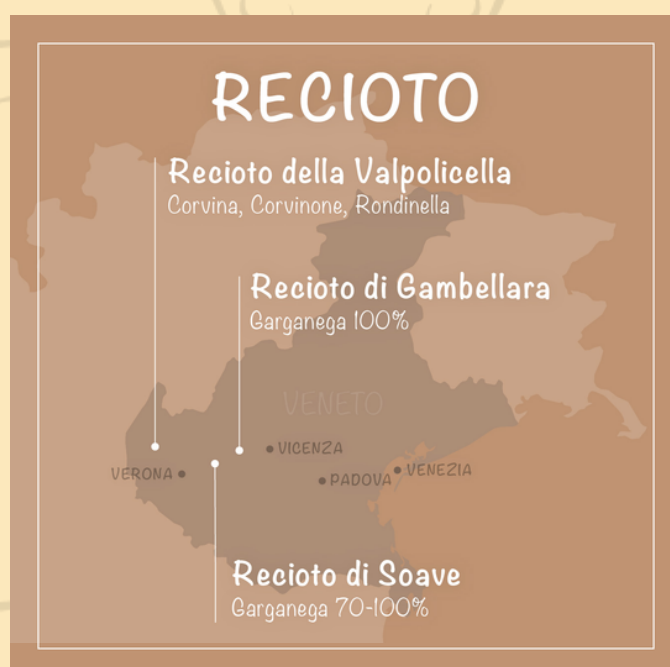 RECIOTO
Recioto della Valpolicella
Corvina, Corvinone, Rondinella
Recioto di Gambellara
Garganega 100%
VENETO
VICENZA
VERONA
PADOVA
VENEZIA
Recioto di Soave
Garganega 70-100%